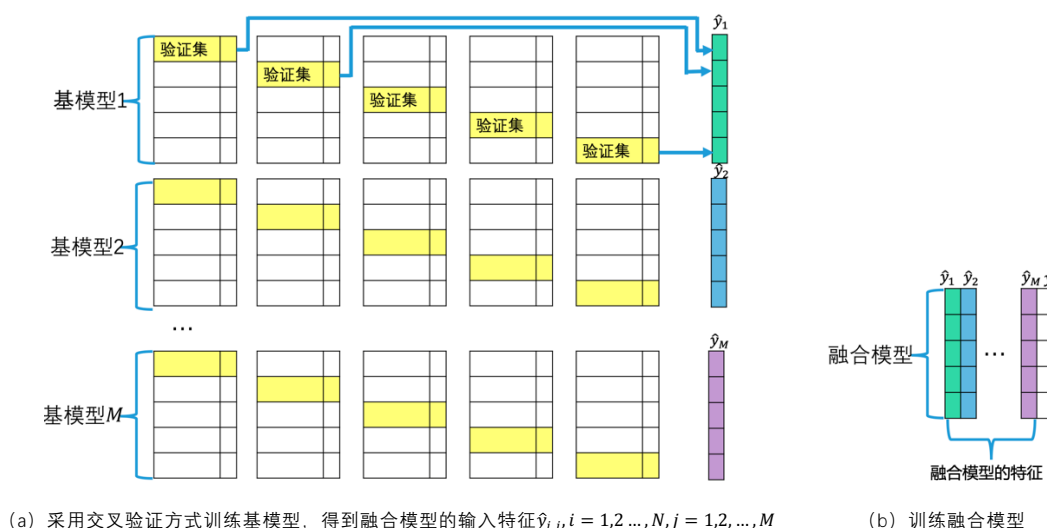 ŷ₁
验证集
验证集
基模型1
验证集
验证集
验证集
ŷ₂
基模型2
...
ŷ_M
基模型M
ŷ₁ ŷ₂ ŷ_M
融合模型
...
融合模型的特征
(a) 采用交叉验证方式训练基模型，得到融合模型的输入特征ŷ_{i,j}, i = 1,2 ..., N, j = 1,2, ..., M
(b) 训练融合模型